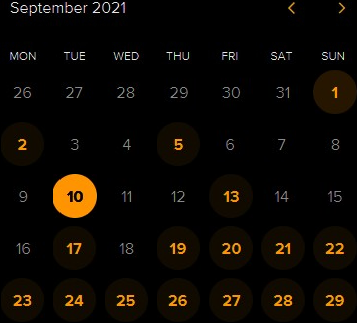 September 2021
MON TUE WED THU FRI SAT SUN
26 27 28 29 30 31 1
2 3 4 5 6 7 8
9 10 11 12 13 14 15
16 17 18 19 20 21 22
23 24 25 26 27 28 29